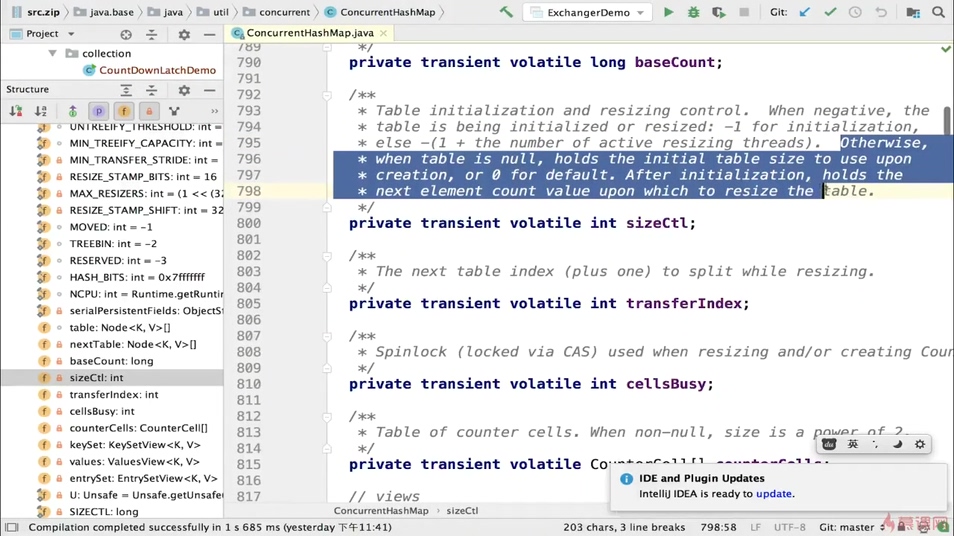 src.zip
java.base
java
util
concurrent
ConcurrentHashMap
ExchangerDemo
Git:
Project
collection
CountDownLatchDemo
Structure
UNTREEIFY_THRESHOLD: int =
MIN_TREEIFY_CAPACITY: int =
MIN_TRANSFER_STRIDE: int =
RESIZE_STAMP_BITS: int = 16
MAX_RESIZERS: int = (1 << (32
RESIZE_STAMP_SHIFT: int = 32
MOVED: int = -1
TREEBIN: int = -2
RESERVED: int = -3
HASH_BITS: int = 0x7fffffff
NCPU: int = Runtime.getRuntin
serialPersistentFields: ObjectSt
table: Node<K, V>[]
nextTable: Node<K, V>[]
baseCount: long
sizeCtl: int
transferIndex: int
cellsBusy: int
counterCells: CounterCell[]
keySet: KeySetView<K, V>
values: ValuesView<K, V>
entrySet: EntrySetView<K, V>
U: Unsafe = Unsafe.getUnsafe
SIZECTL: long
ConcurrentHashMap.java
789 */
790 private transient volatile long baseCount;
791
792 /**
793 * Table initialization and resizing control. When negative, the
794 * table is being initialized or resized: -1 for initialization,
795 * else -(1 + the number of active resizing threads). Otherwise,
796 * when table is null, holds the initial table size to use upon
797 * creation, or 0 for default. After initialization, holds the
798 * next element count value upon which to resize the table.
799 */
800 private transient volatile int sizeCtl;
801
802 /**
803 * The next table index (plus one) to split while resizing.
804 */
805 private transient volatile int transferIndex;
806
807 /**
808 * Spinlock (locked via CAS) used when resizing and/or creating Coun
809 */
810 private transient volatile int cellsBusy;
811
812 /**
813 * Table of counter cells. When non-null, size is a power of 2.
814 */
815 private transient volatile CounterCell[] counterCells;
816
817 // views
英
IDE and Plugin Updates
IntelliJ IDEA is ready to update.
ConcurrentHashMap
sizeCtl
Compilation completed successfully in 1 s 685 ms (yesterday 下午11:41)
203 chars, 3 line breaks
798:58
LF
UTF-8
Git: master
慕课网